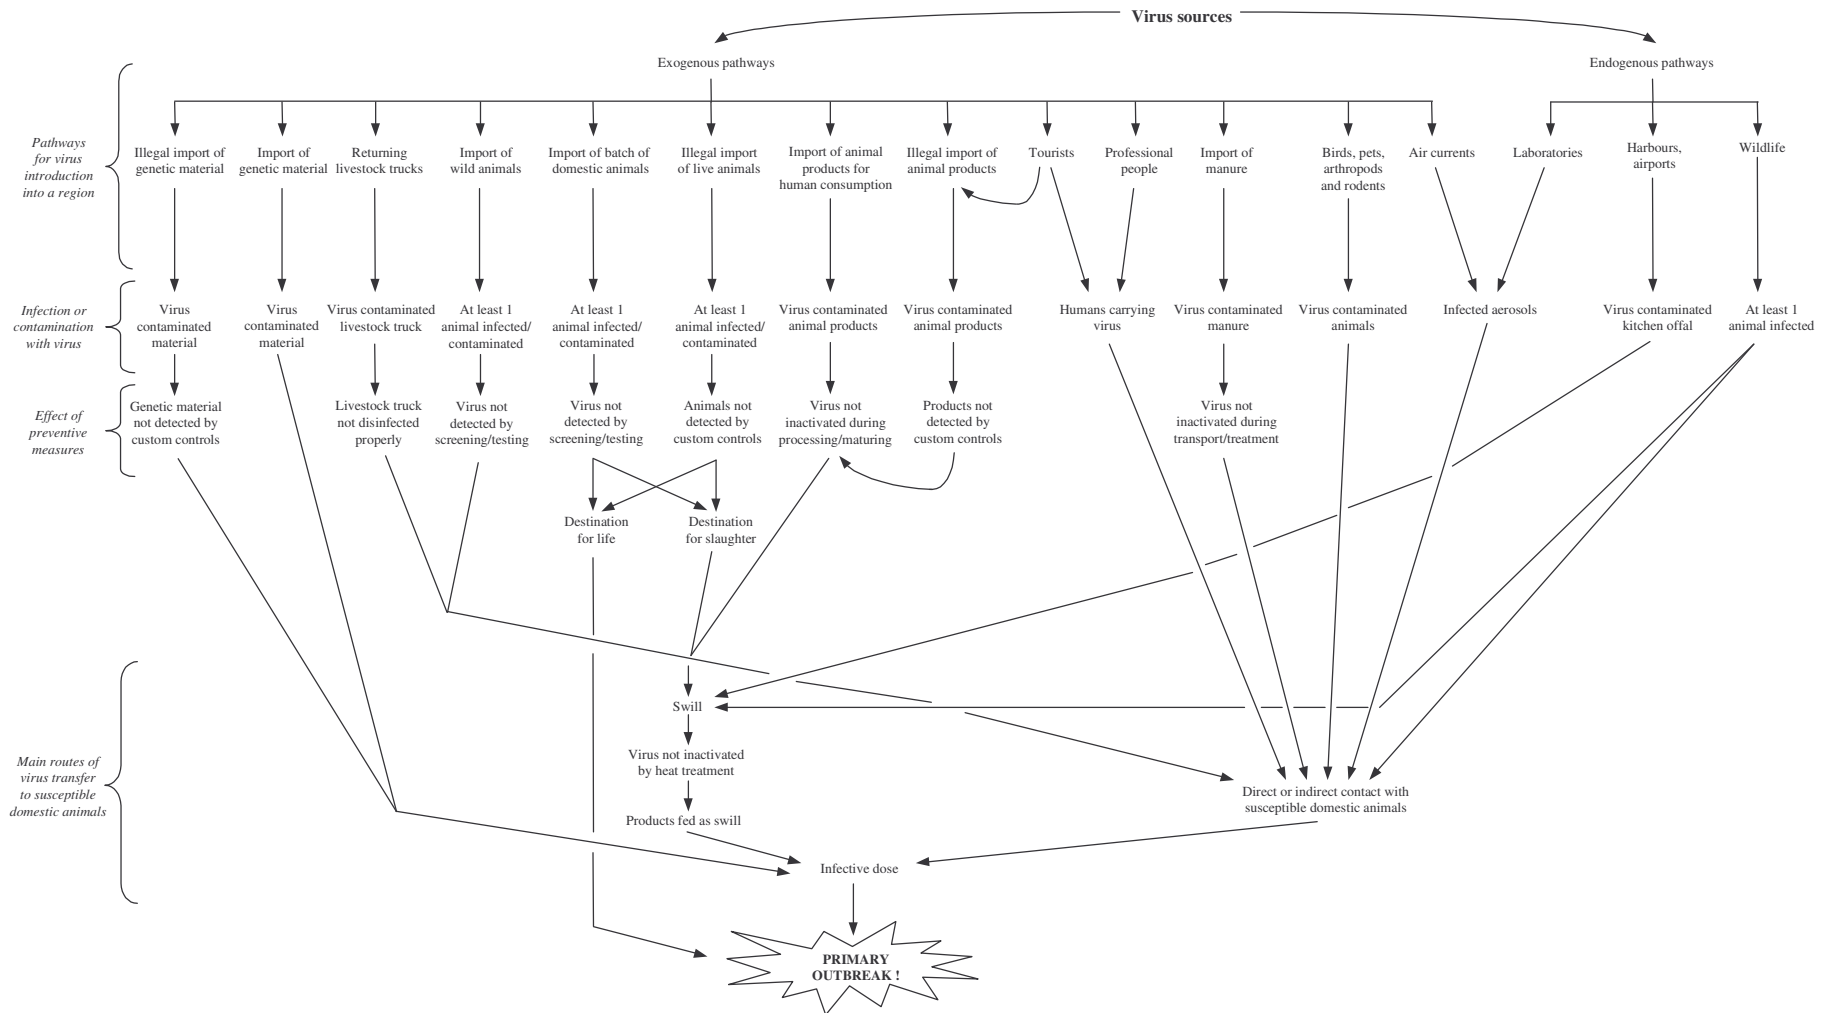 Virus sources
Exogenous pathways
Endogenous pathways
Pathways
for virus
introduction
into a region
Illegal import of
genetic material
Import of
genetic material
Returning
livestock trucks
Import of
wild animals
Import of batch of
domestic animals
Illegal import
of live animals
Import of animal
products for
human consumption
Illegal import of
animal products
Tourists
Professional
people
Import of
manure
Birds, pets,
arthropods
and rodents
Air currents
Laboratories
Harbours,
airports
Wildlife
Infection or
contamination
with virus
Virus
contaminated
material
Virus
contaminated
material
Virus contaminated
livestock truck
At least 1
animal infected/
contaminated
At least 1
animal infected/
contaminated
At least 1
animal infected/
contaminated
Virus contaminated
animal products
Virus contaminated
animal products
Humans carrying
virus
Virus contaminated
manure
Virus contaminated
animals
Infected aerosols
Virus contaminated
kitchen offal
At least 1
animal infected
Effect of
preventive
measures
Genetic material
not detected by
custom controls
Livestock truck
not disinfected
properly
Virus not
detected by
screening/testing
Virus not
detected by
screening/testing
Animals not
detected by
custom controls
Virus not
inactivated during
processing/maturing
Products not
detected by
custom controls
Virus not
inactivated during
transport/treatment
Destination
for life
Destination
for slaughter
Main routes of
virus transfer
to susceptible
domestic animals
Swill
Virus not inactivated
by heat treatment
Products fed as swill
Direct or indirect contact with
susceptible domestic animals
Infective dose
PRIMARY
OUTBREAK !